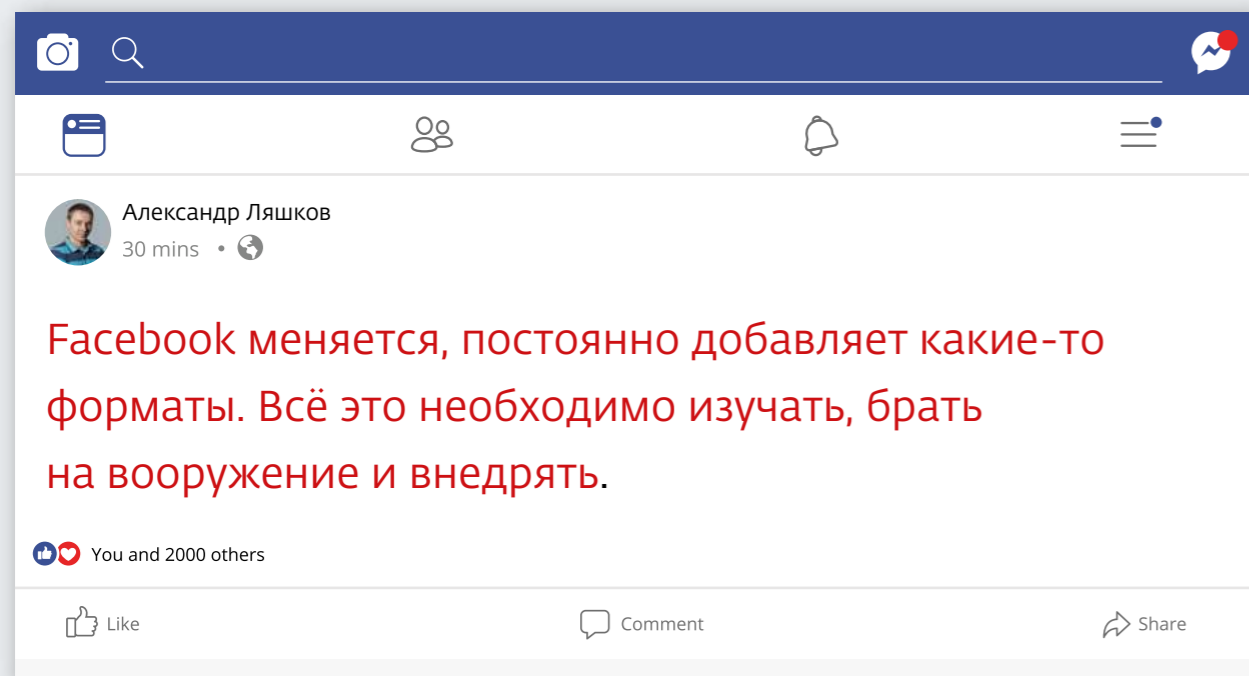 Александр Ляшков
30 mins •
Facebook меняется, постоянно добавляет какие-то
форматы. Всё это необходимо изучать, брать
на вооружение и внедрять.
You and 2000 others
Like Comment Share